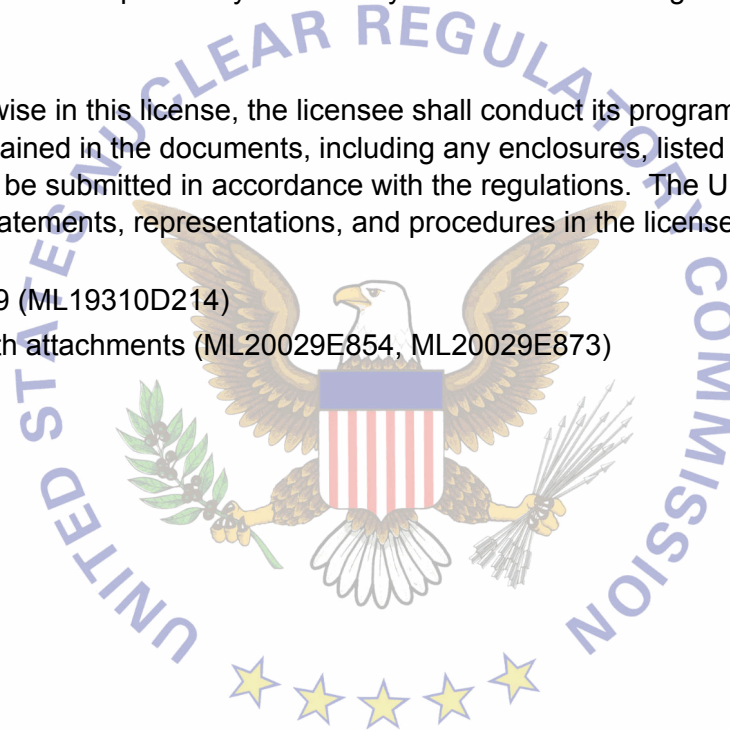 UNITED STATES NUCLEAR REGULATORY COMMISSION
wise in this license, the licensee shall conduct its program
ained in the documents, including any enclosures, listed
be submitted in accordance with the regulations. The U
atements, representations, and procedures in the license
9 (ML19310D214)
th attachments (ML20029E854, ML20029E873)